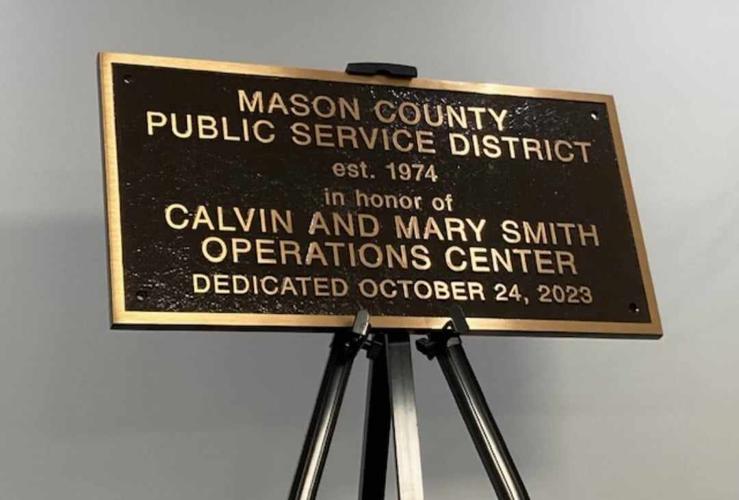 MASON COUNTY
PUBLIC SERVICE DISTRICT
est. 1974
in honor of
CALVIN AND MARY SMITH
OPERATIONS CENTER
DEDICATED OCTOBER 24, 2023